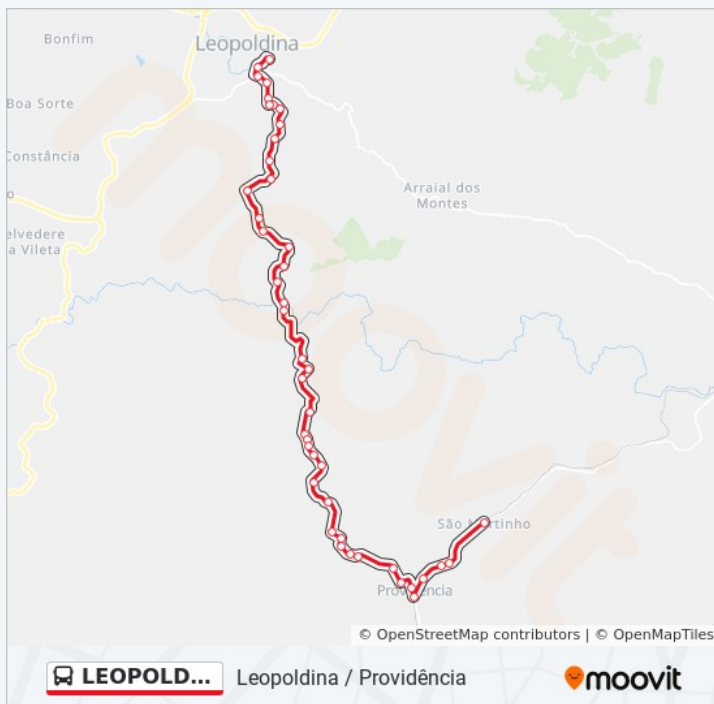 Bonfim
Leopoldina
Boa Sorte
Constância
o
Arraial dos
Montes
elvedere
a Vileta
moovit
São Martinho
Providência
© OpenStreetMap contributors | © OpenMapTiles
LEOPOLD... Leopoldina / Providência
moovit